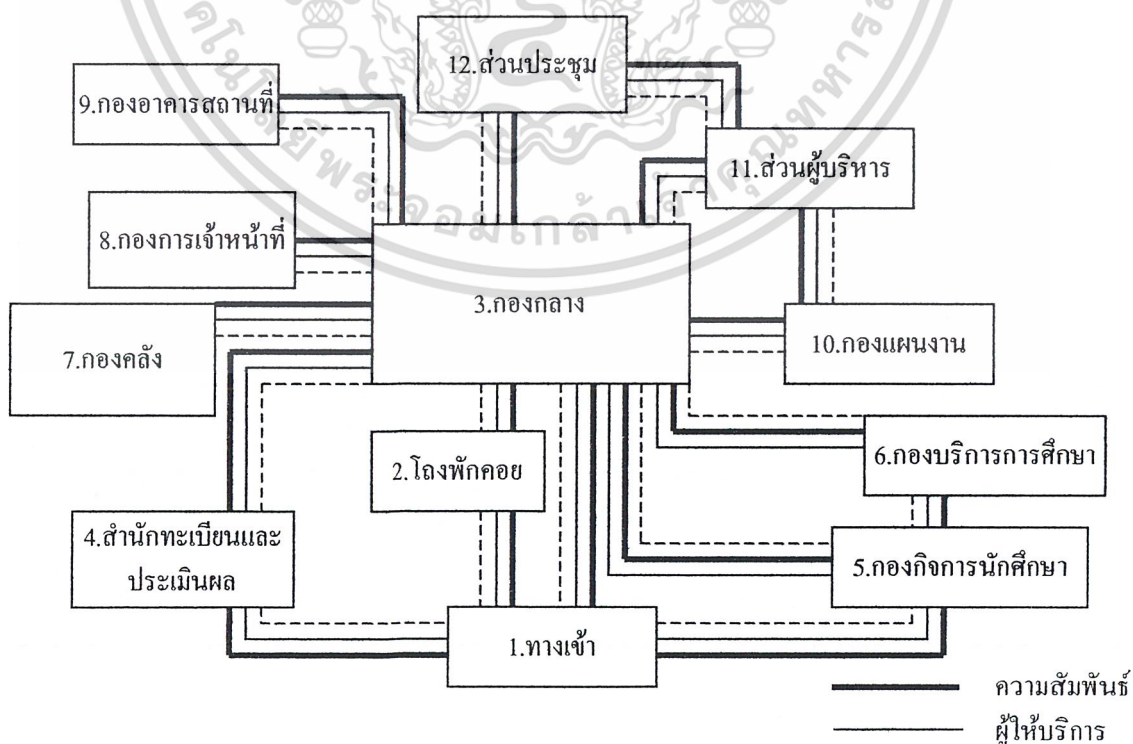 12.ส่วนประชุม
9.กองอาคารสถานที่
11.ส่วนผู้บริหาร
8.กองการเจ้าหน้าที่
3.กองกลาง
7.กองคลัง
10.กองแผนงาน
2.โถงพักคอย
6.กองบริการการศึกษา
4.สำนักทะเบียนและ
ประเมินผล
5.กองกิจการนักศึกษา
1.ทางเข้า
ความสัมพันธ์
ผู้ให้บริการ